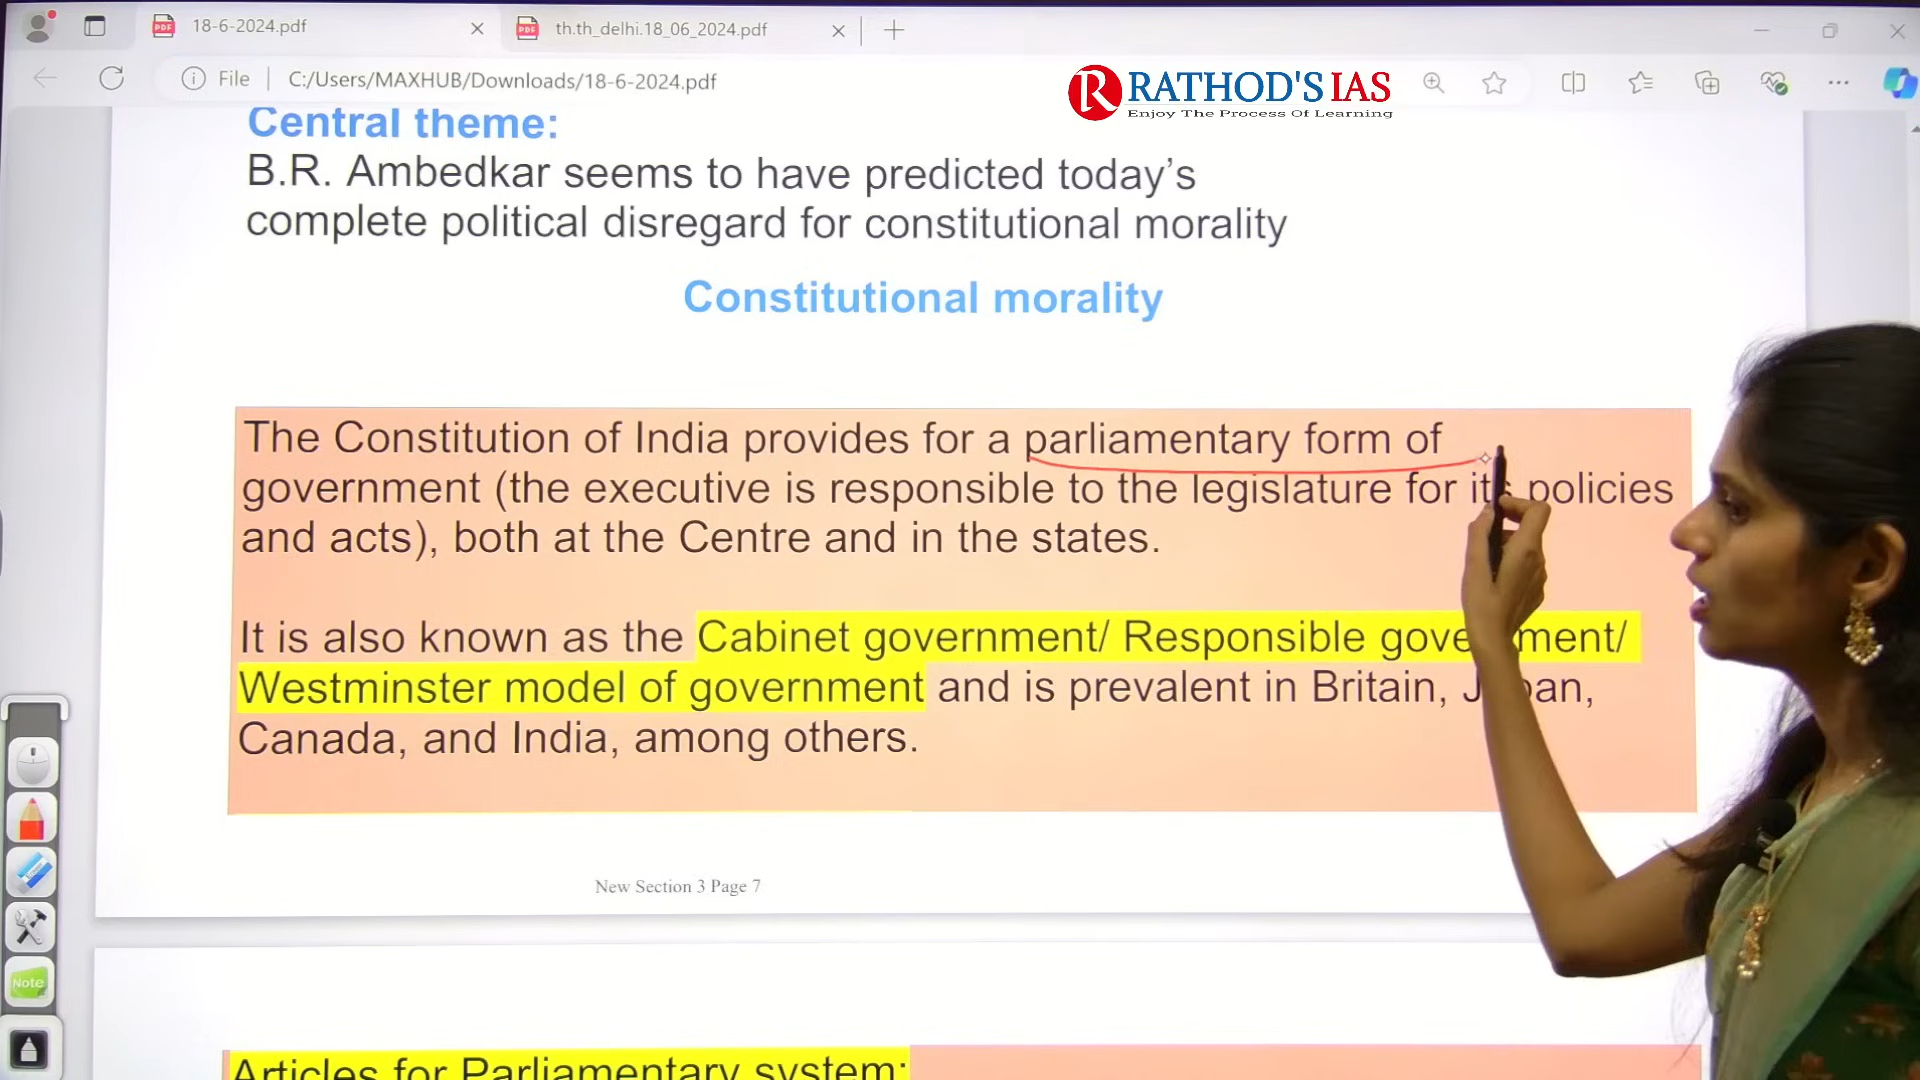 18-6-2024.pdf
th.th_delhi.18_06_2024.pdf
File
C:/Users/MAXHUB/Downloads/18-6-2024.pdf
RATHOD'S IAS
Enjoy The Process Of Learning
Central theme:
B.R. Ambedkar seems to have predicted today's
complete political disregard for constitutional morality
Constitutional morality
The Constitution of India provides for a parliamentary form of
government (the executive is responsible to the legislature for its policies
and acts), both at the Centre and in the states.
It is also known as the Cabinet government/ Responsible government/
Westminster model of government and is prevalent in Britain, Japan,
Canada, and India, among others.
New Section 3 Page 7
Articles for Parliamentary system:
Note